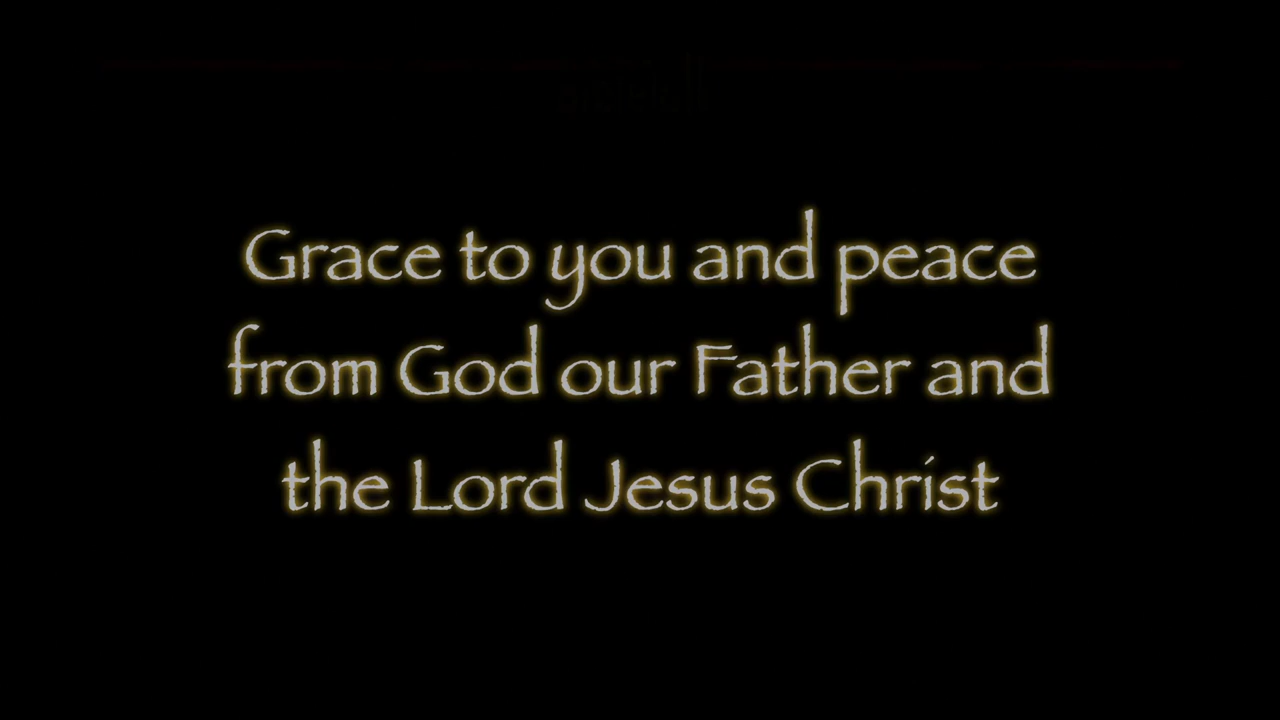 Grace to you and peace
from God our Father and
the Lord Jesus Christ